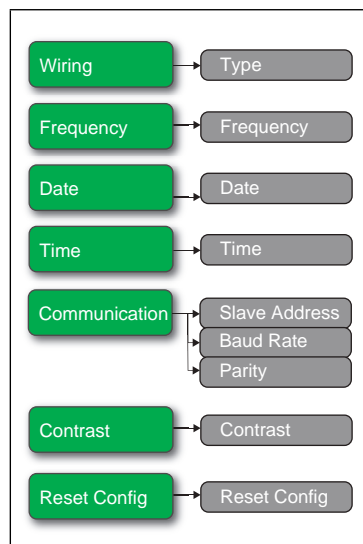 Wiring
Type
Frequency
Frequency
Date
Date
Time
Time
Communication
Slave Address
Baud Rate
Parity
Contrast
Contrast
Reset Config
Reset Config